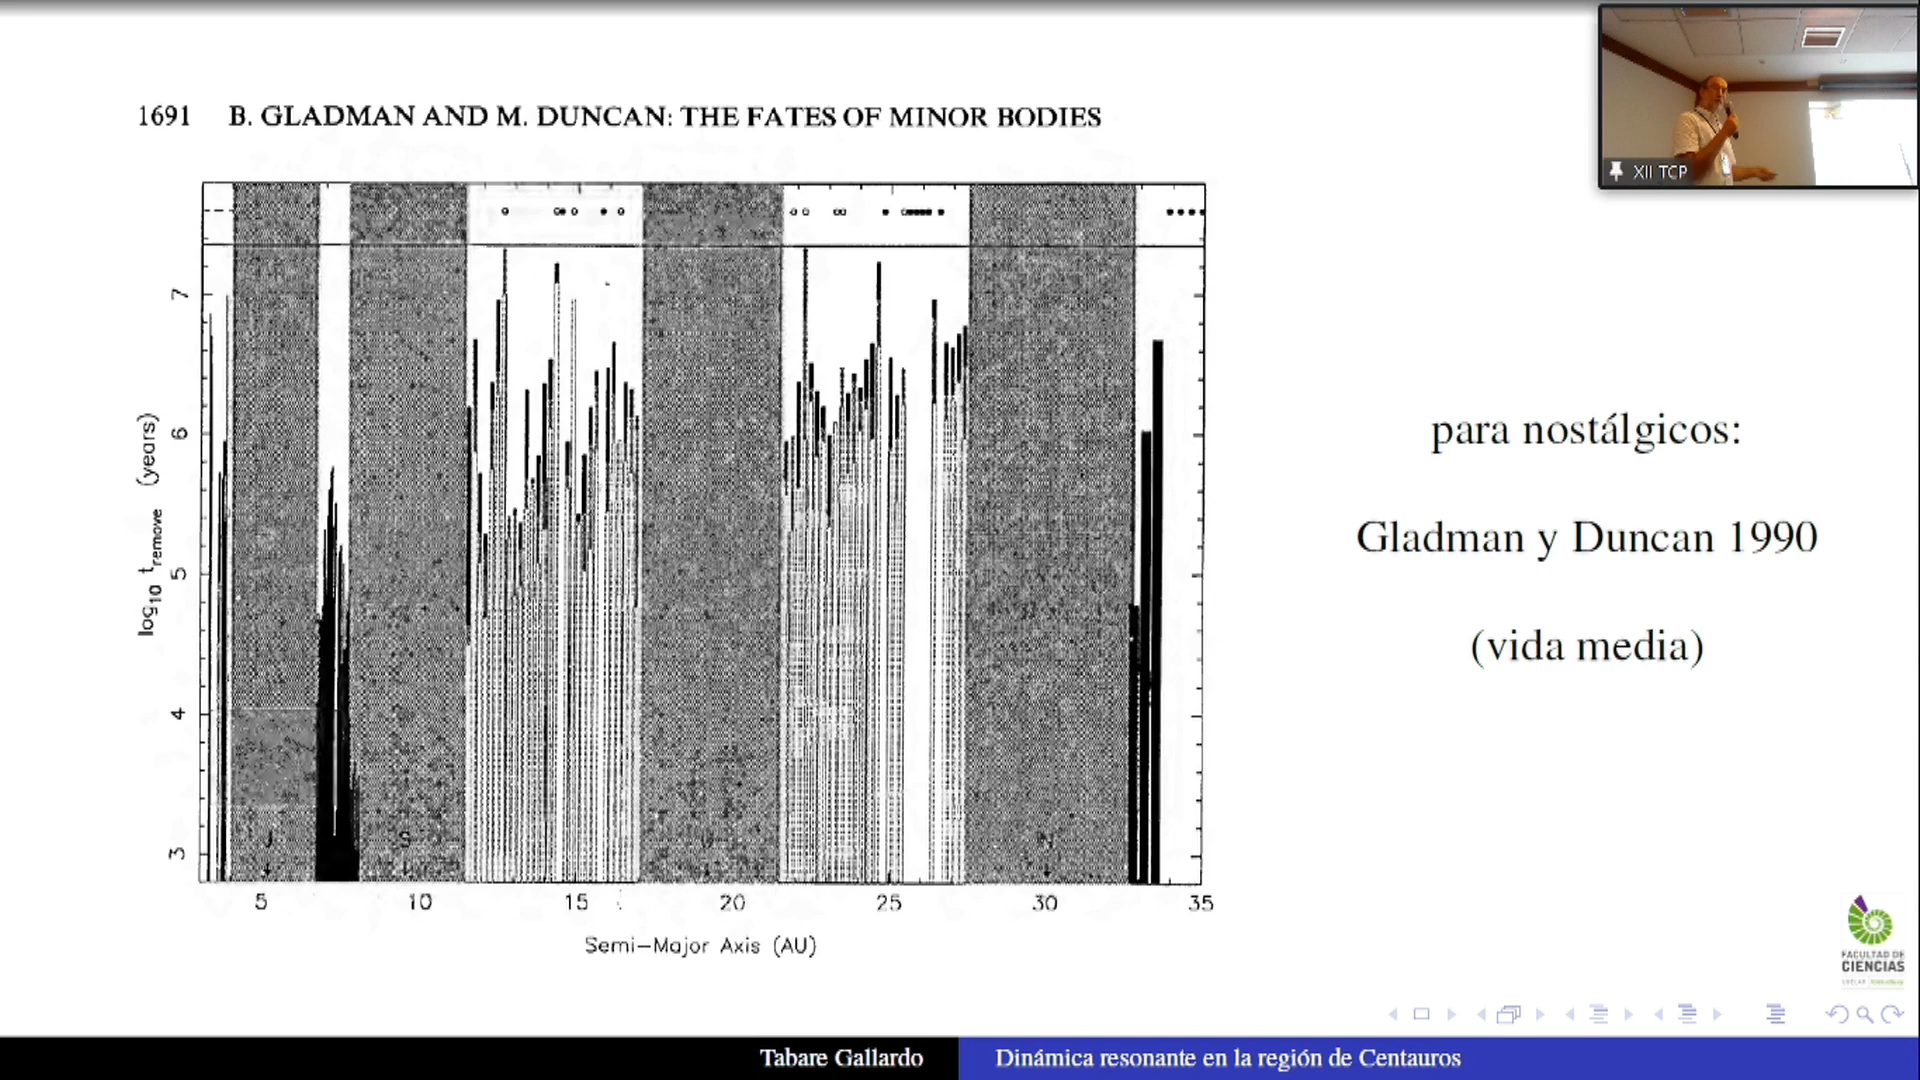 XII TCP
1691 B. GLADMAN AND M. DUNCAN: THE FATES OF MINOR BODIES
7
6
5
4
3
log10 tremove (years)
J
S
N
5 10 15 20 25 30 35
Semi-Major Axis (AU)
para nostálgicos:
Gladman y Duncan 1990
(vida media)
FACULTAD DE
CIENCIAS
Tabare Gallardo
Dinámica resonante en la región de Centauros